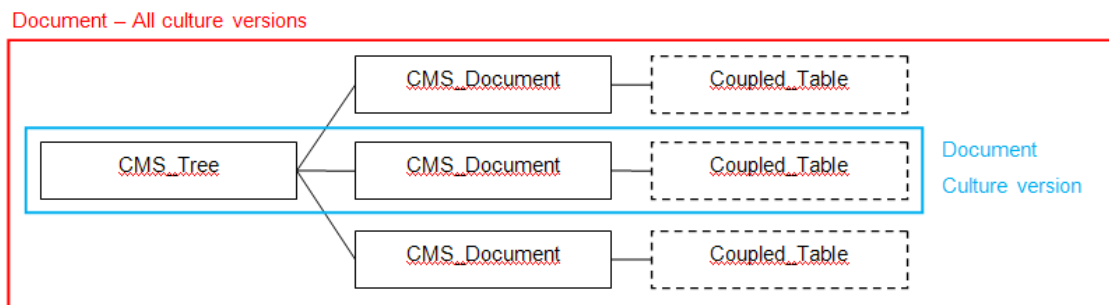 Document – All culture versions
CMS_Document
Coupled_Table
CMS_Tree
CMS_Document
Coupled_Table
Document
Culture version
CMS_Document
Coupled_Table